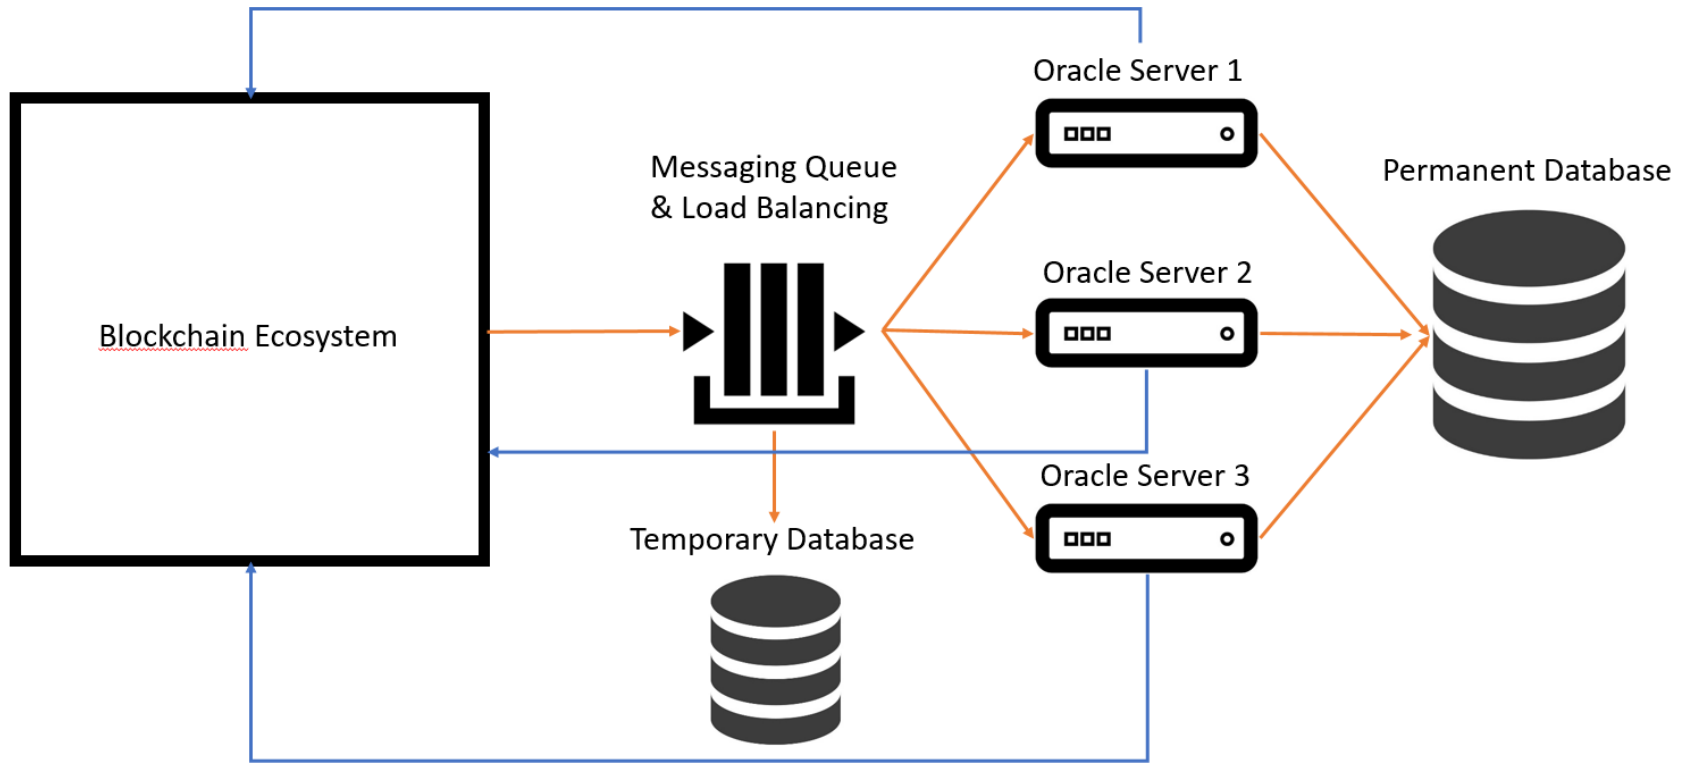 Oracle Server 1
Messaging Queue
& Load Balancing
Permanent Database
Oracle Server 2
Blockchain Ecosystem
Oracle Server 3
Temporary Database